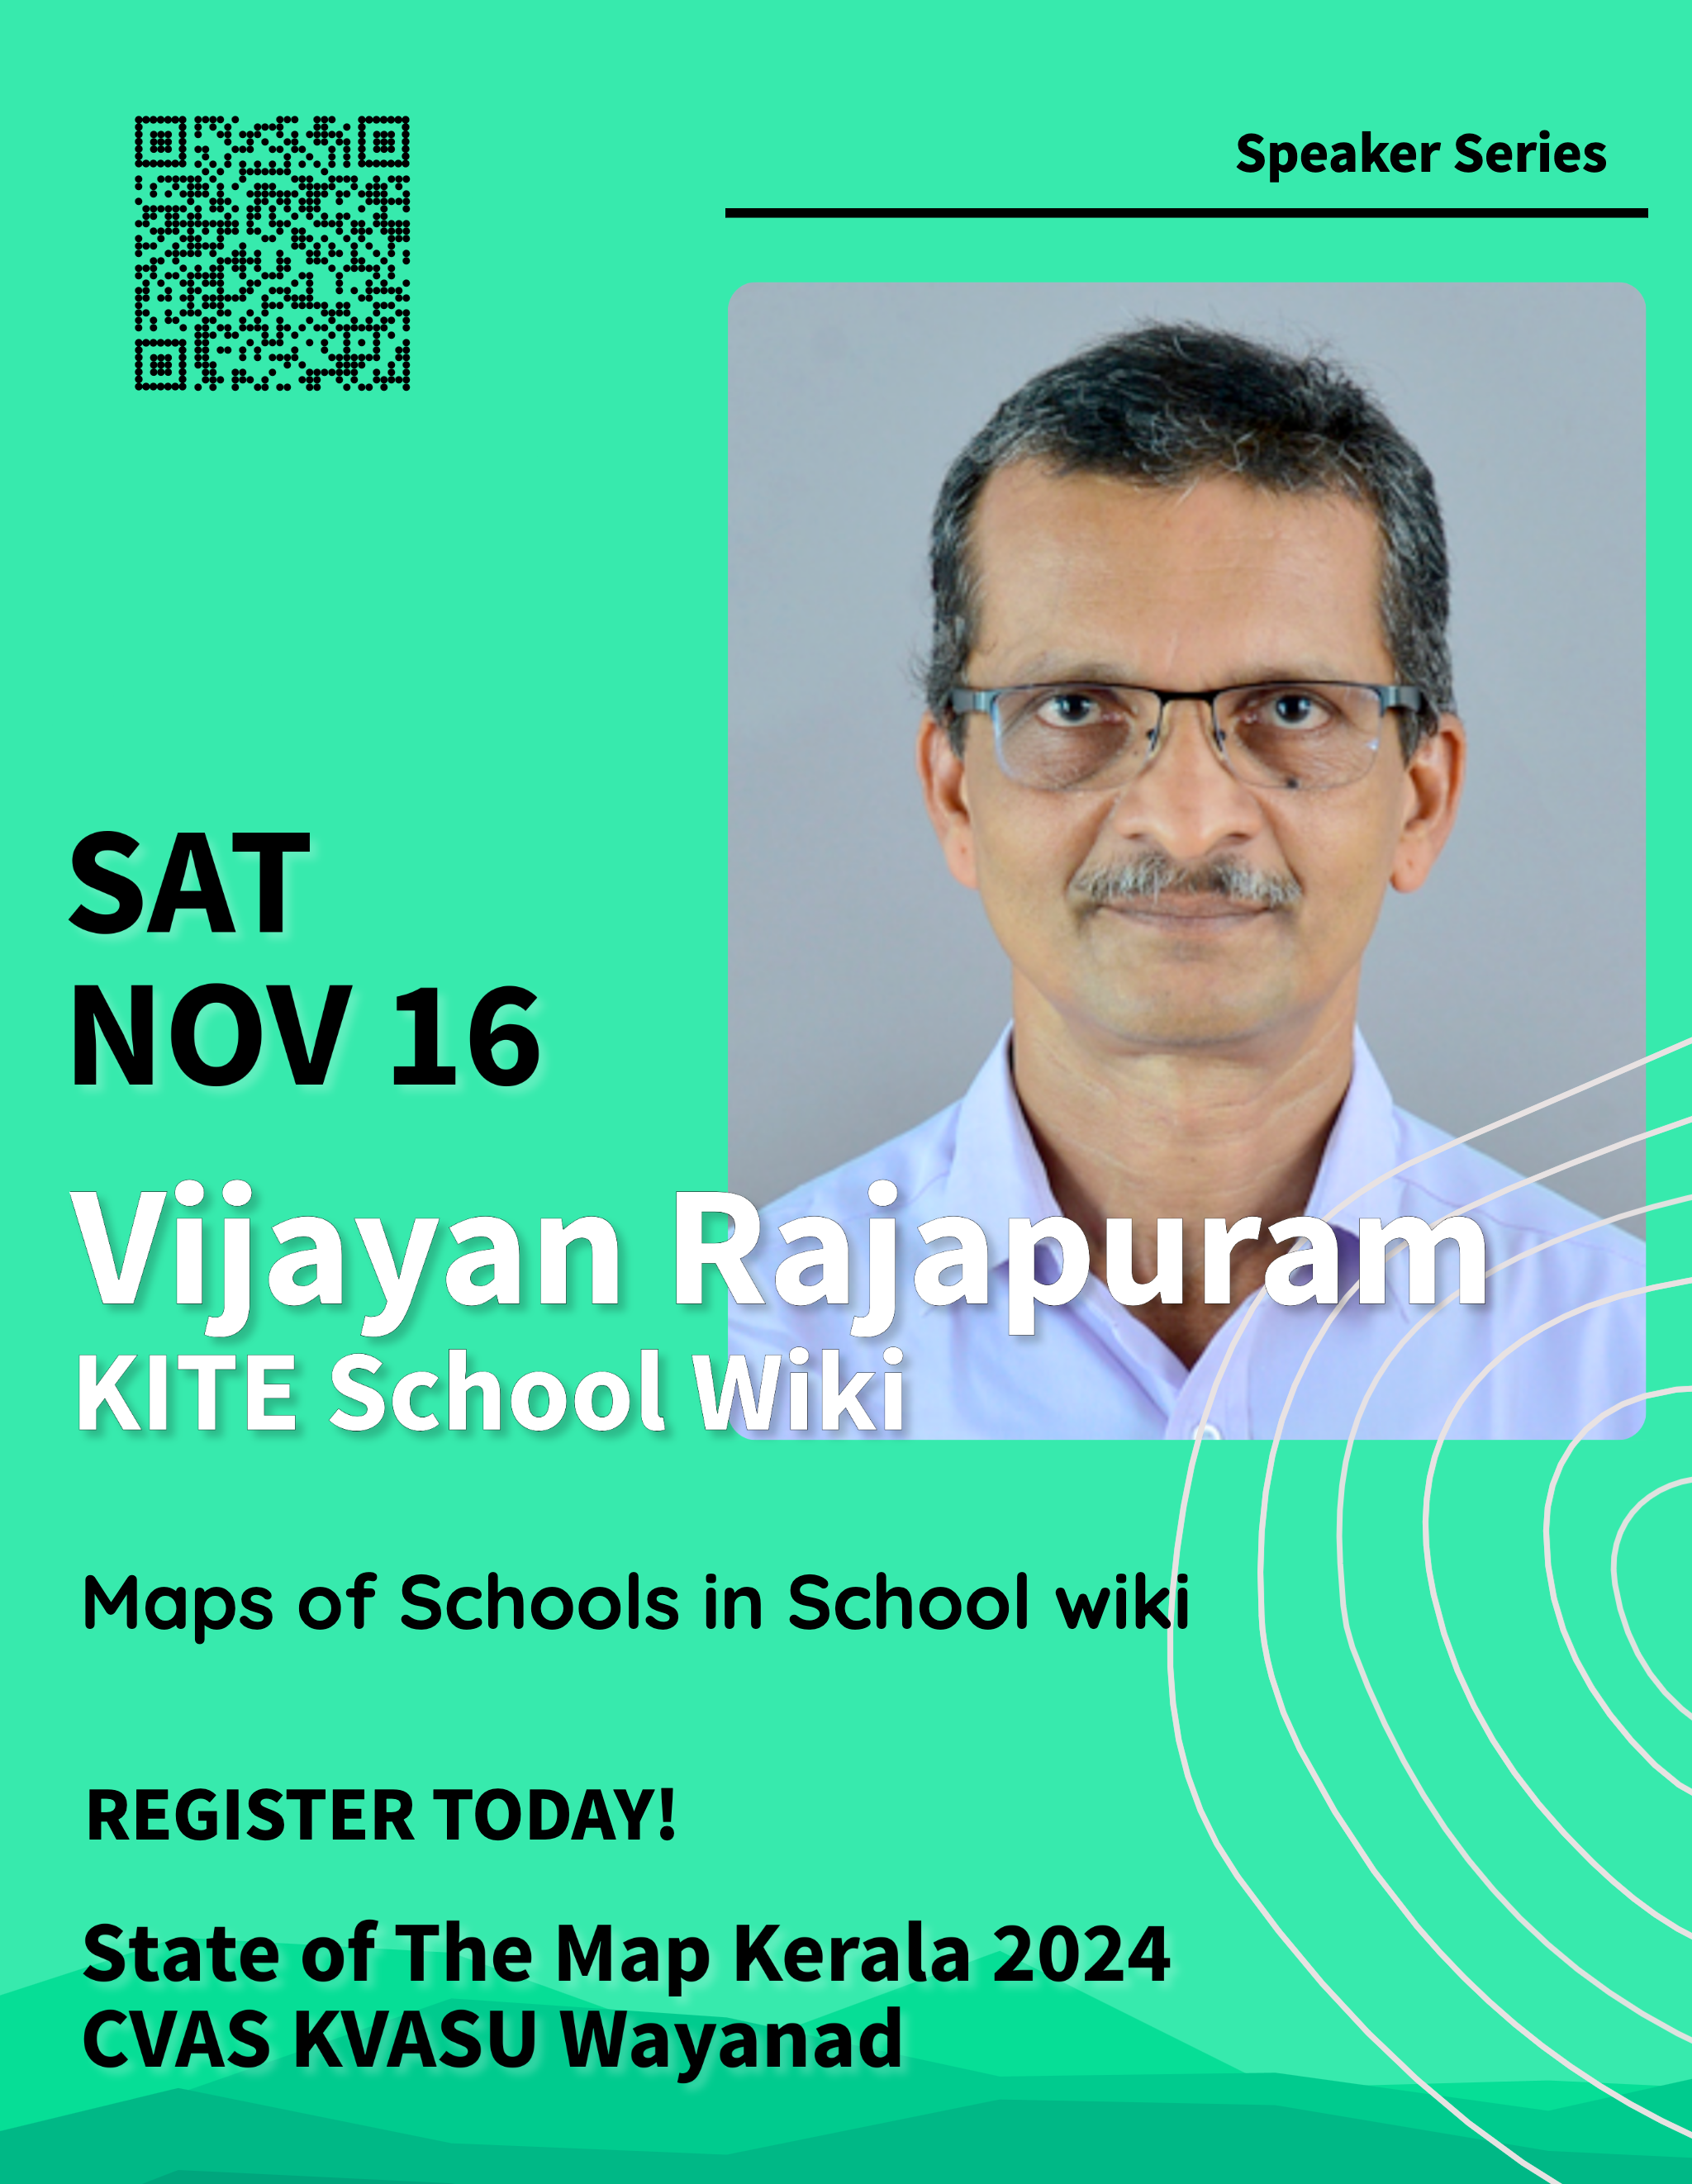 Speaker Series
SAT
NOV 16
Vijayan Rajapuram
KITE School Wiki
Maps of Schools in School wiki
REGISTER TODAY!
State of The Map Kerala 2024
CVAS KVASU Wayanad